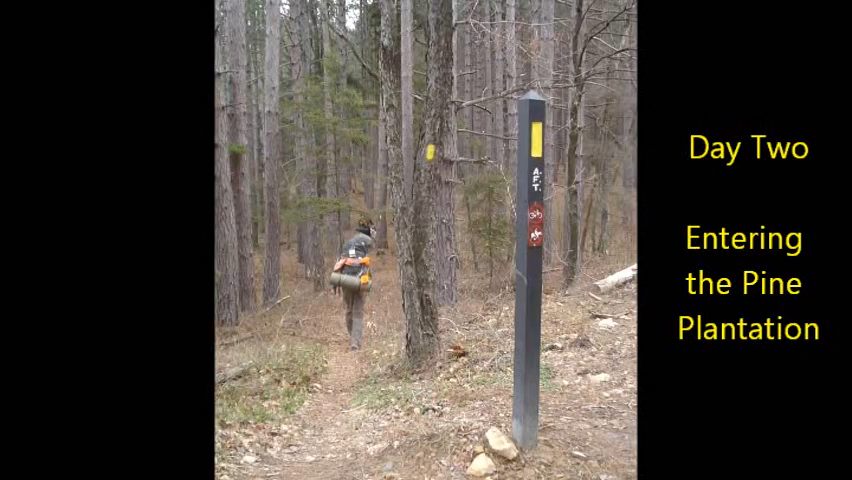 A.
F.
T.
Day Two
Entering
the Pine
Plantation